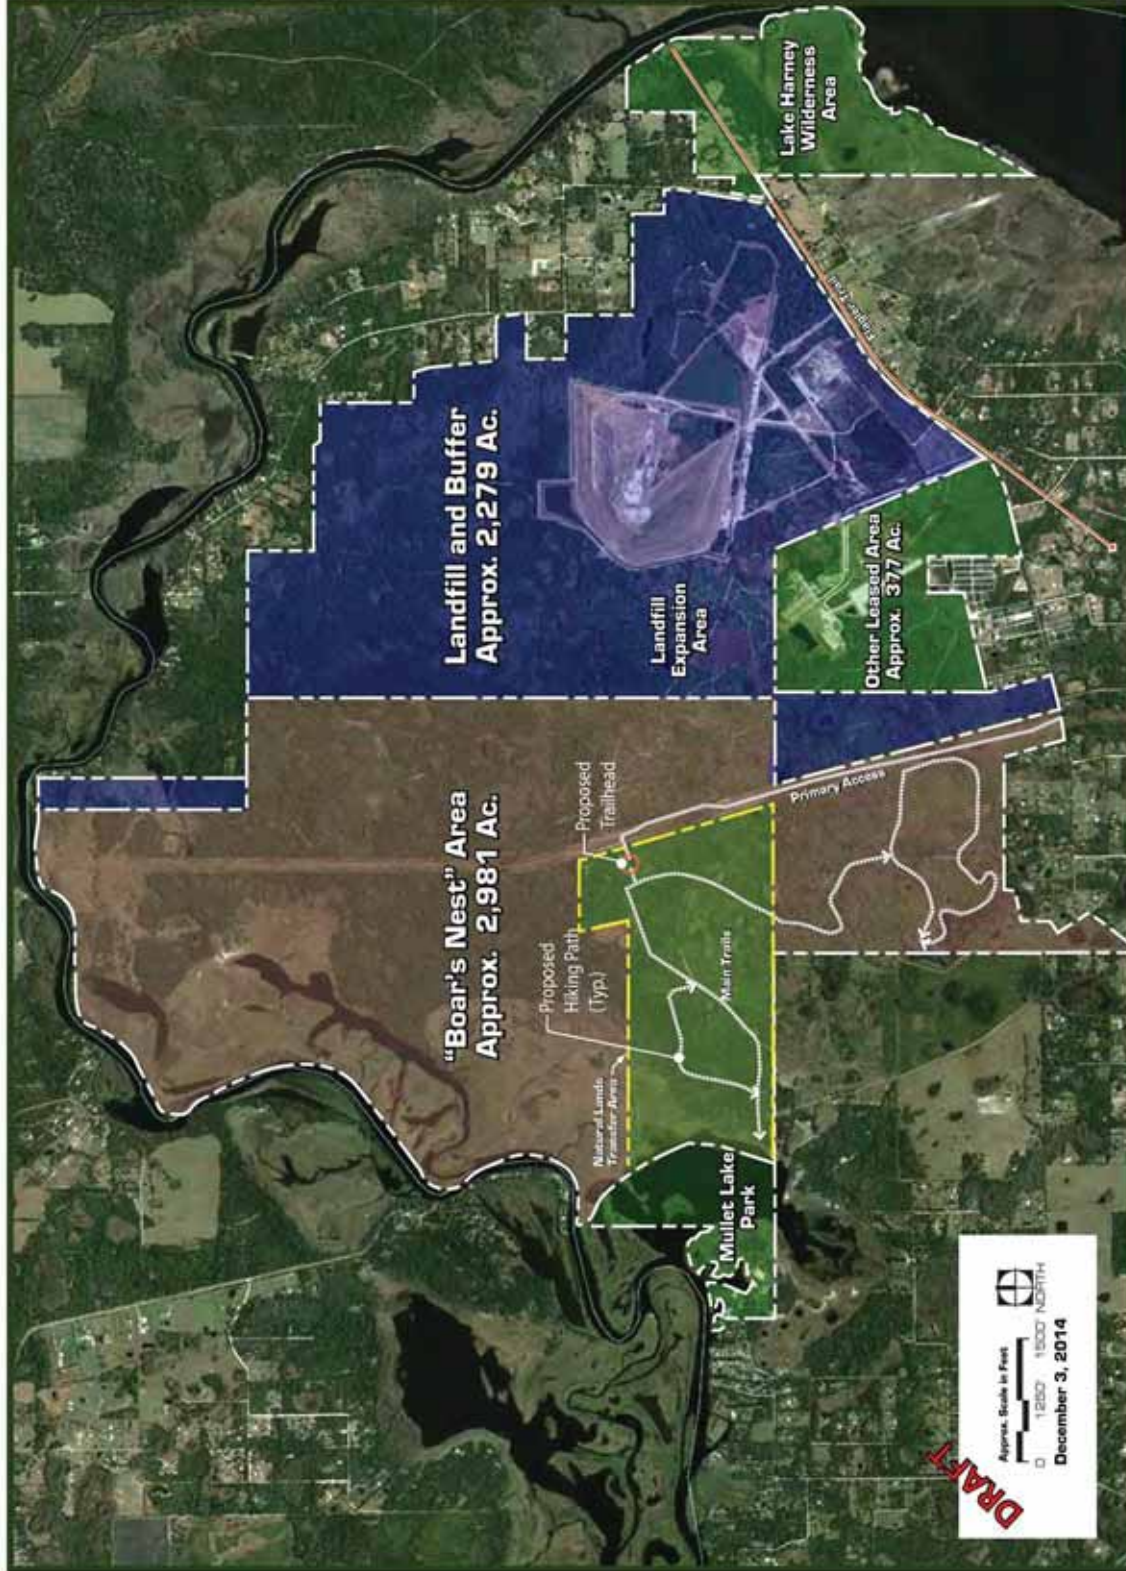 Lake Harney
Wilderness
Area
Landfill and Buffer
Approx. 2,279 Ac.
Flagler Trail
Landfill
Expansion
Area
Other Leased Area
Approx. 377 Ac.
"Boar's Nest" Area
Approx. 2,981 Ac.
Proposed
Trailhead
Primary Access
Proposed
Hiking Path
(Typ.)
Main Trails
Natural Lands
Transfer Area
Mullet Lake
Park
DRAFT
Approx. Scale in Feet
0 1250' 1500' NORTH
December 3, 2014